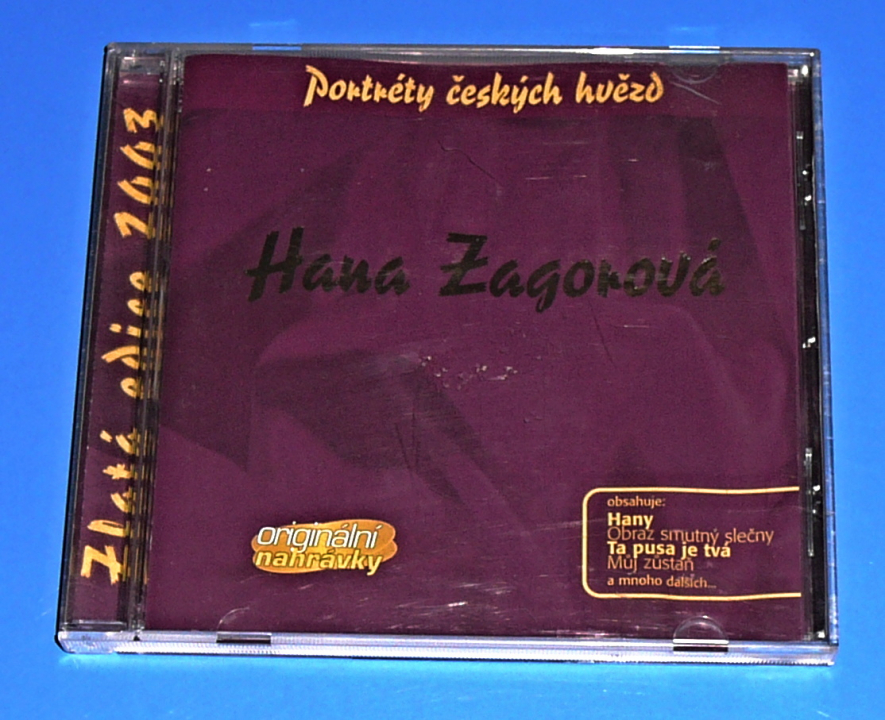 Portréty českých hvězd
Zlatá edice 2003
Hana Zagorová
originální
nahrávky
obsahuje:
Hany
Obraz smutný slečny
Ta pusa je tvá
Můj zůstaň
a mnoho dalších...